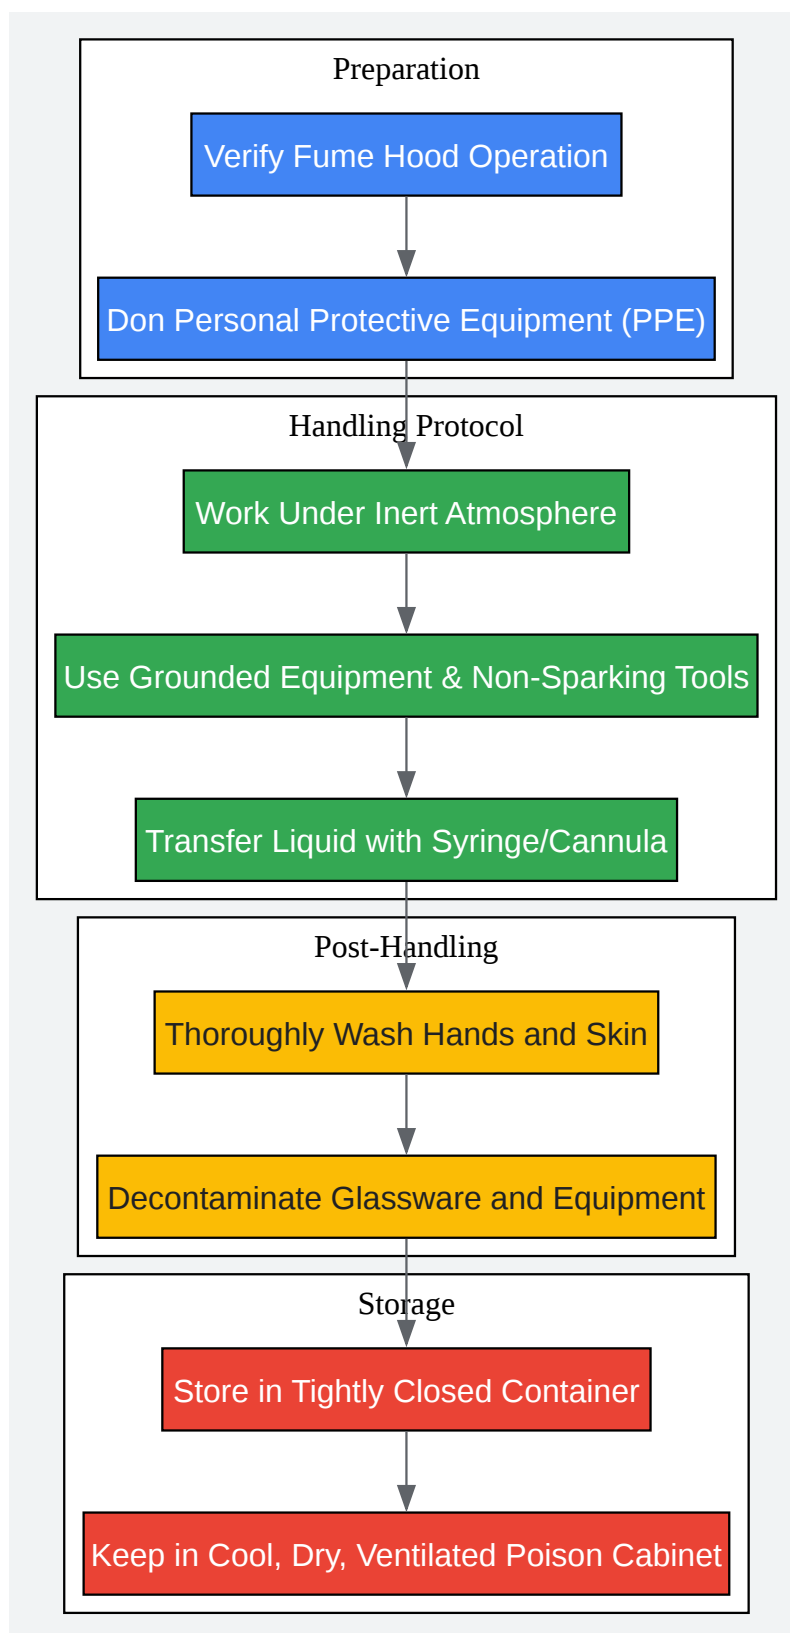 Preparation
Verify Fume Hood Operation
Don Personal Protective Equipment (PPE)
Handling Protocol
Work Under Inert Atmosphere
Use Grounded Equipment & Non-Sparking Tools
Transfer Liquid with Syringe/Cannula
Post-Handling
Thoroughly Wash Hands and Skin
Decontaminate Glassware and Equipment
Storage
Store in Tightly Closed Container
Keep in Cool, Dry, Ventilated Poison Cabinet